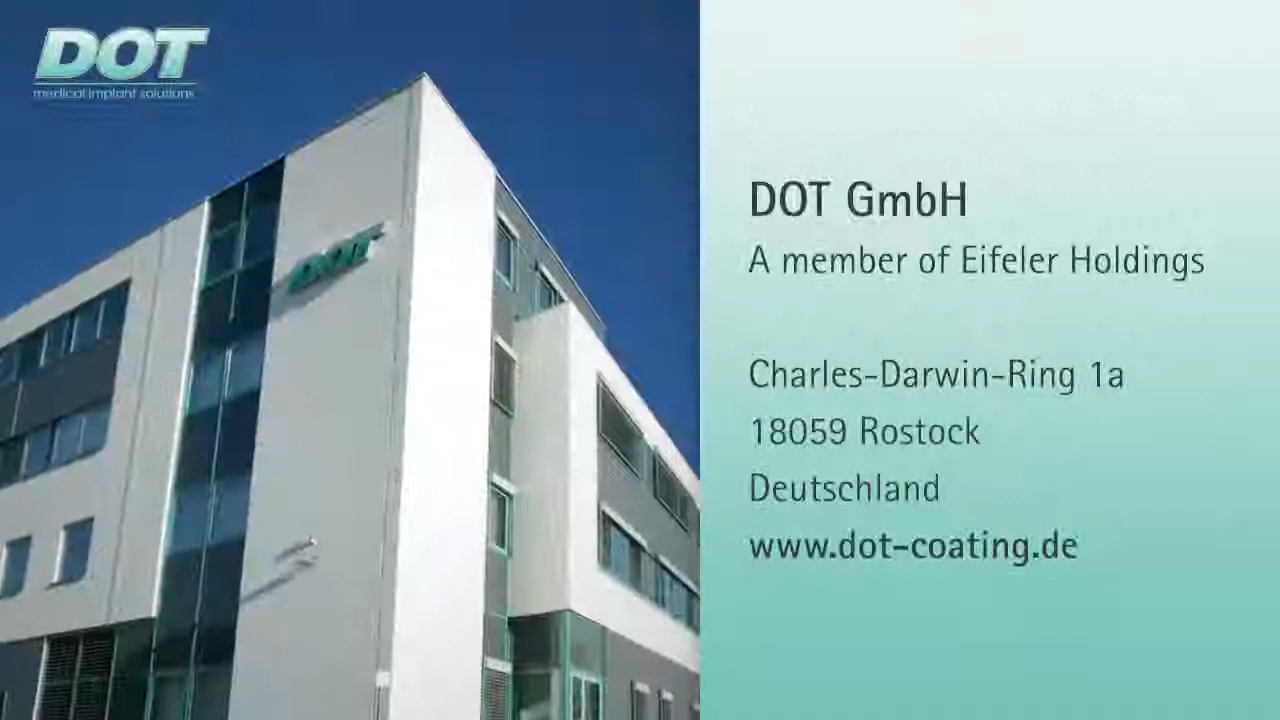 DOT
medical implant solutions
DOT
DOT GmbH
A member of Eifeler Holdings
Charles-Darwin-Ring 1a
18059 Rostock
Deutschland
www.dot-coating.de